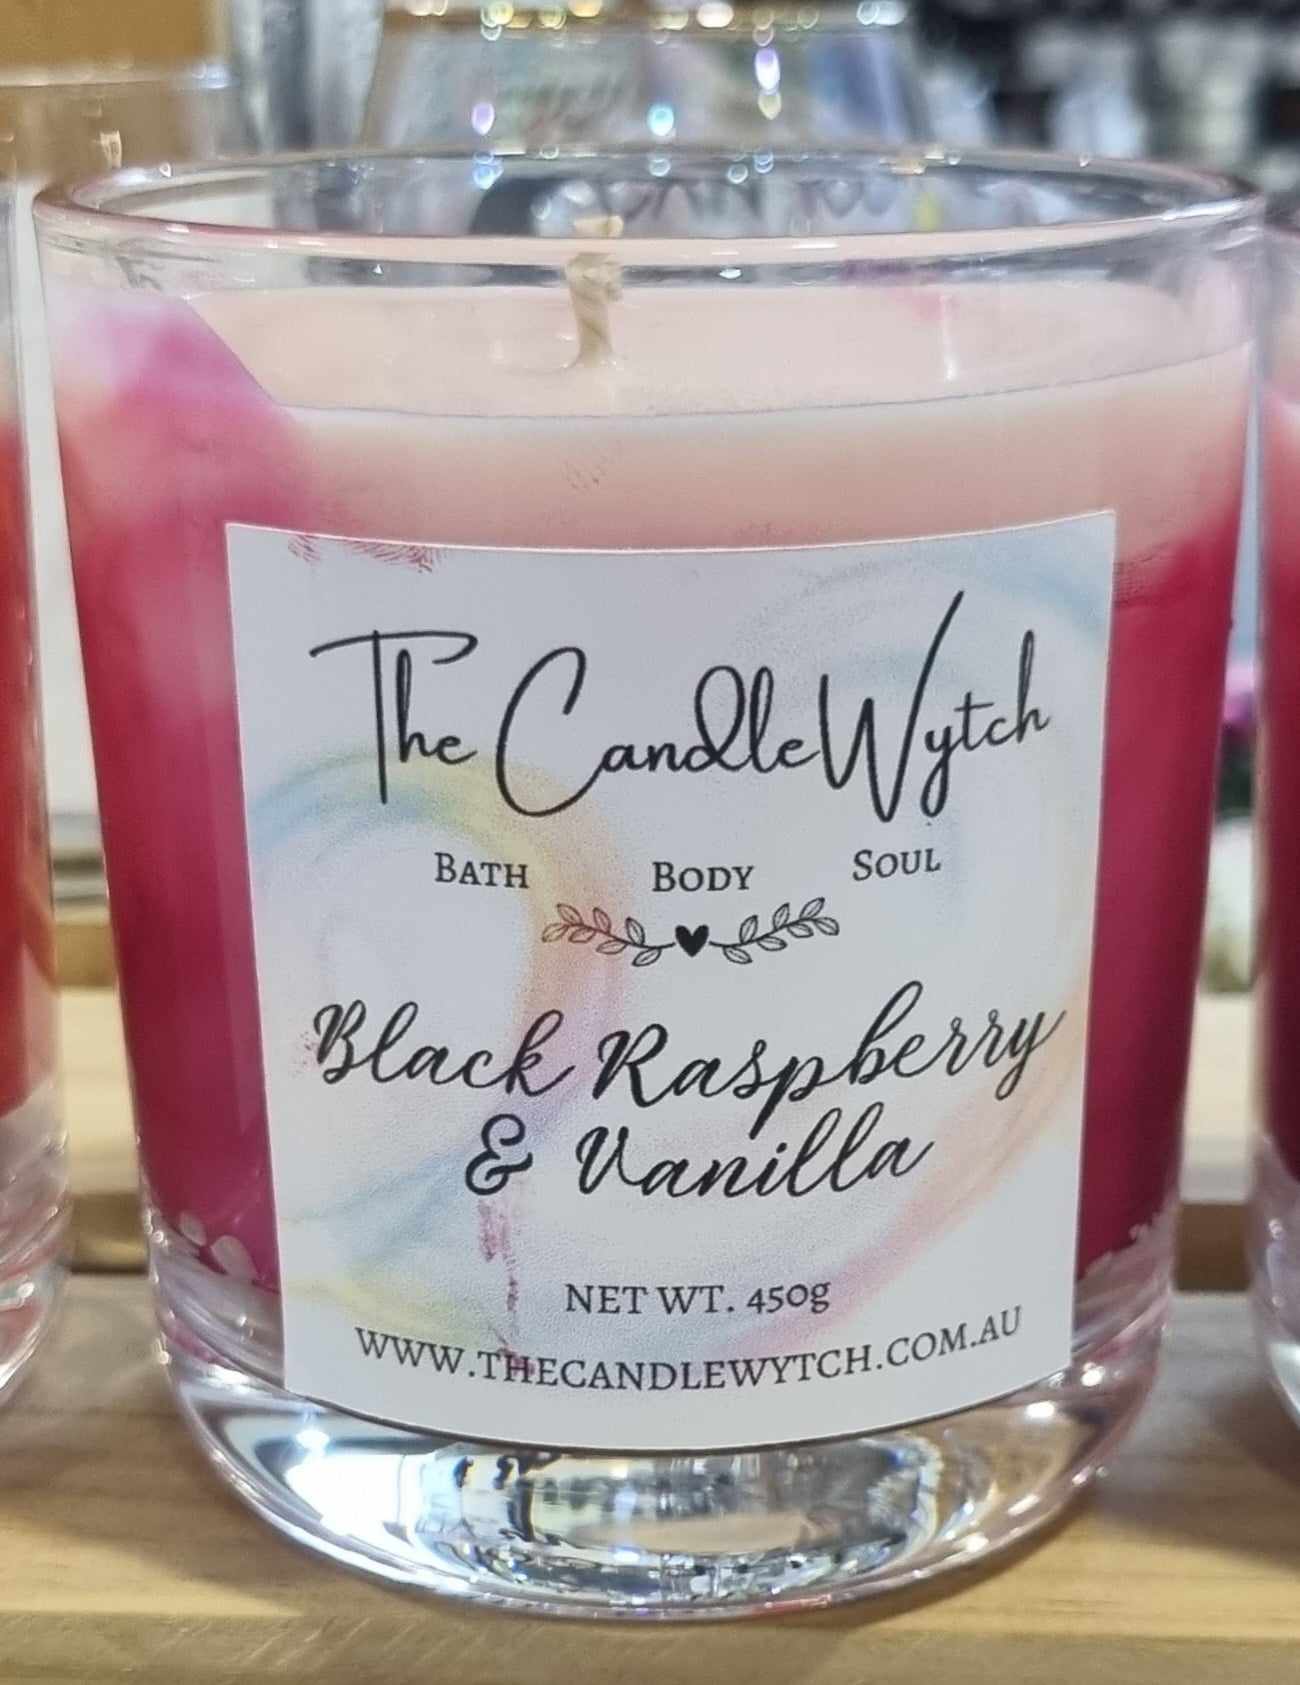 The CandleWytch
BATH BODY SOUL
Black Raspberry
& Vanilla
NET WT. 450g
WWW.THECANDLEWYTCH.COM.AU